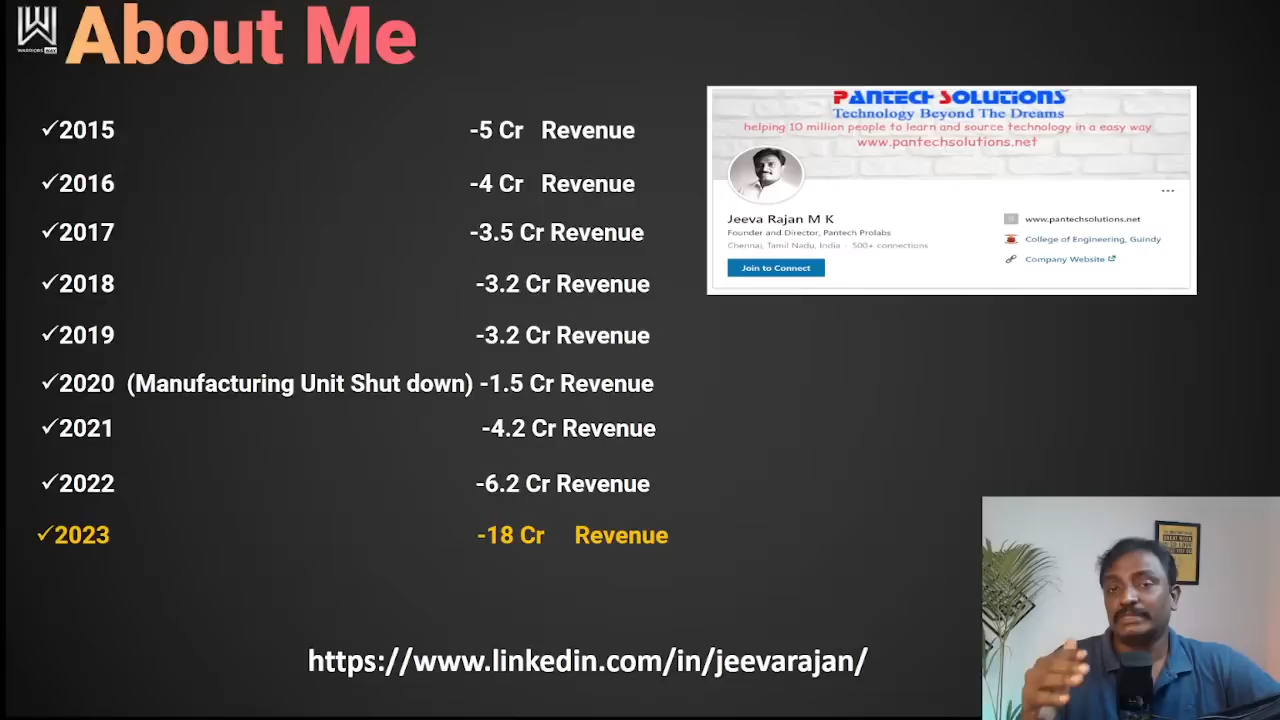 WARRIORS WAY
About Me
✓2015 -5 Cr Revenue
✓2016 -4 Cr Revenue
✓2017 -3.5 Cr Revenue
✓2018 -3.2 Cr Revenue
✓2019 -3.2 Cr Revenue
✓2020 (Manufacturing Unit Shut down) -1.5 Cr Revenue
✓2021 -4.2 Cr Revenue
✓2022 -6.2 Cr Revenue
✓2023 -18 Cr Revenue
PANTECH SOLUTIONS
Technology Beyond The Dreams
helping 10 million people to learn and source technology in a easy way
www.pantechsolutions.net
Jeeva Rajan M K
Founder and Director, Pantech Prolabs
Chennai, Tamil Nadu, India · 500+ connections
Join to Connect
www.pantechsolutions.net
College of Engineering, Guindy
Company Website
https://www.linkedin.com/in/jeevarajan/